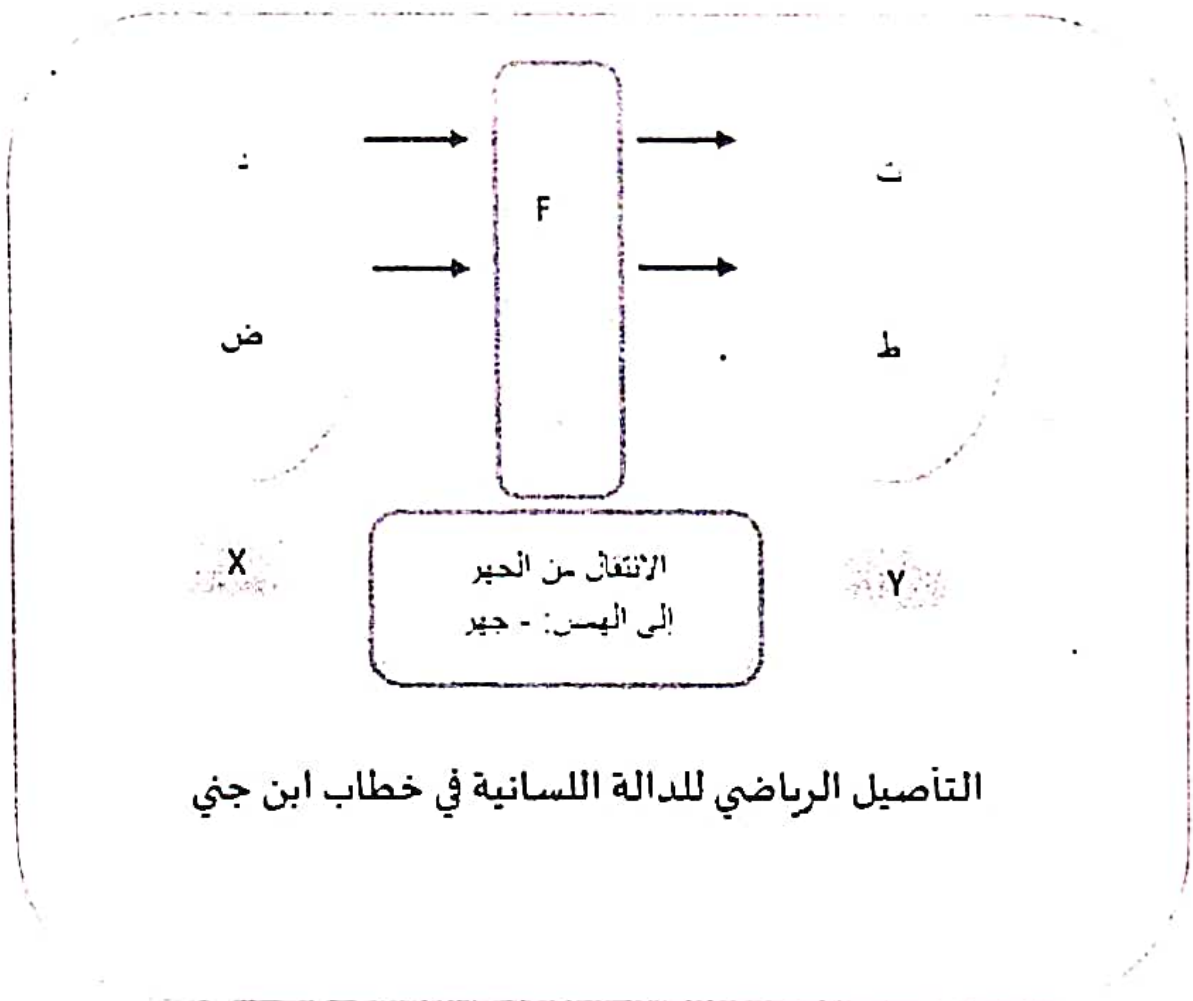 ث
F
ض
ط
X
Y
الانتقال من الجهر
إلى الهمس: - جهر
التأصيل الرياضي للدالة اللسانية في خطاب ابن جني